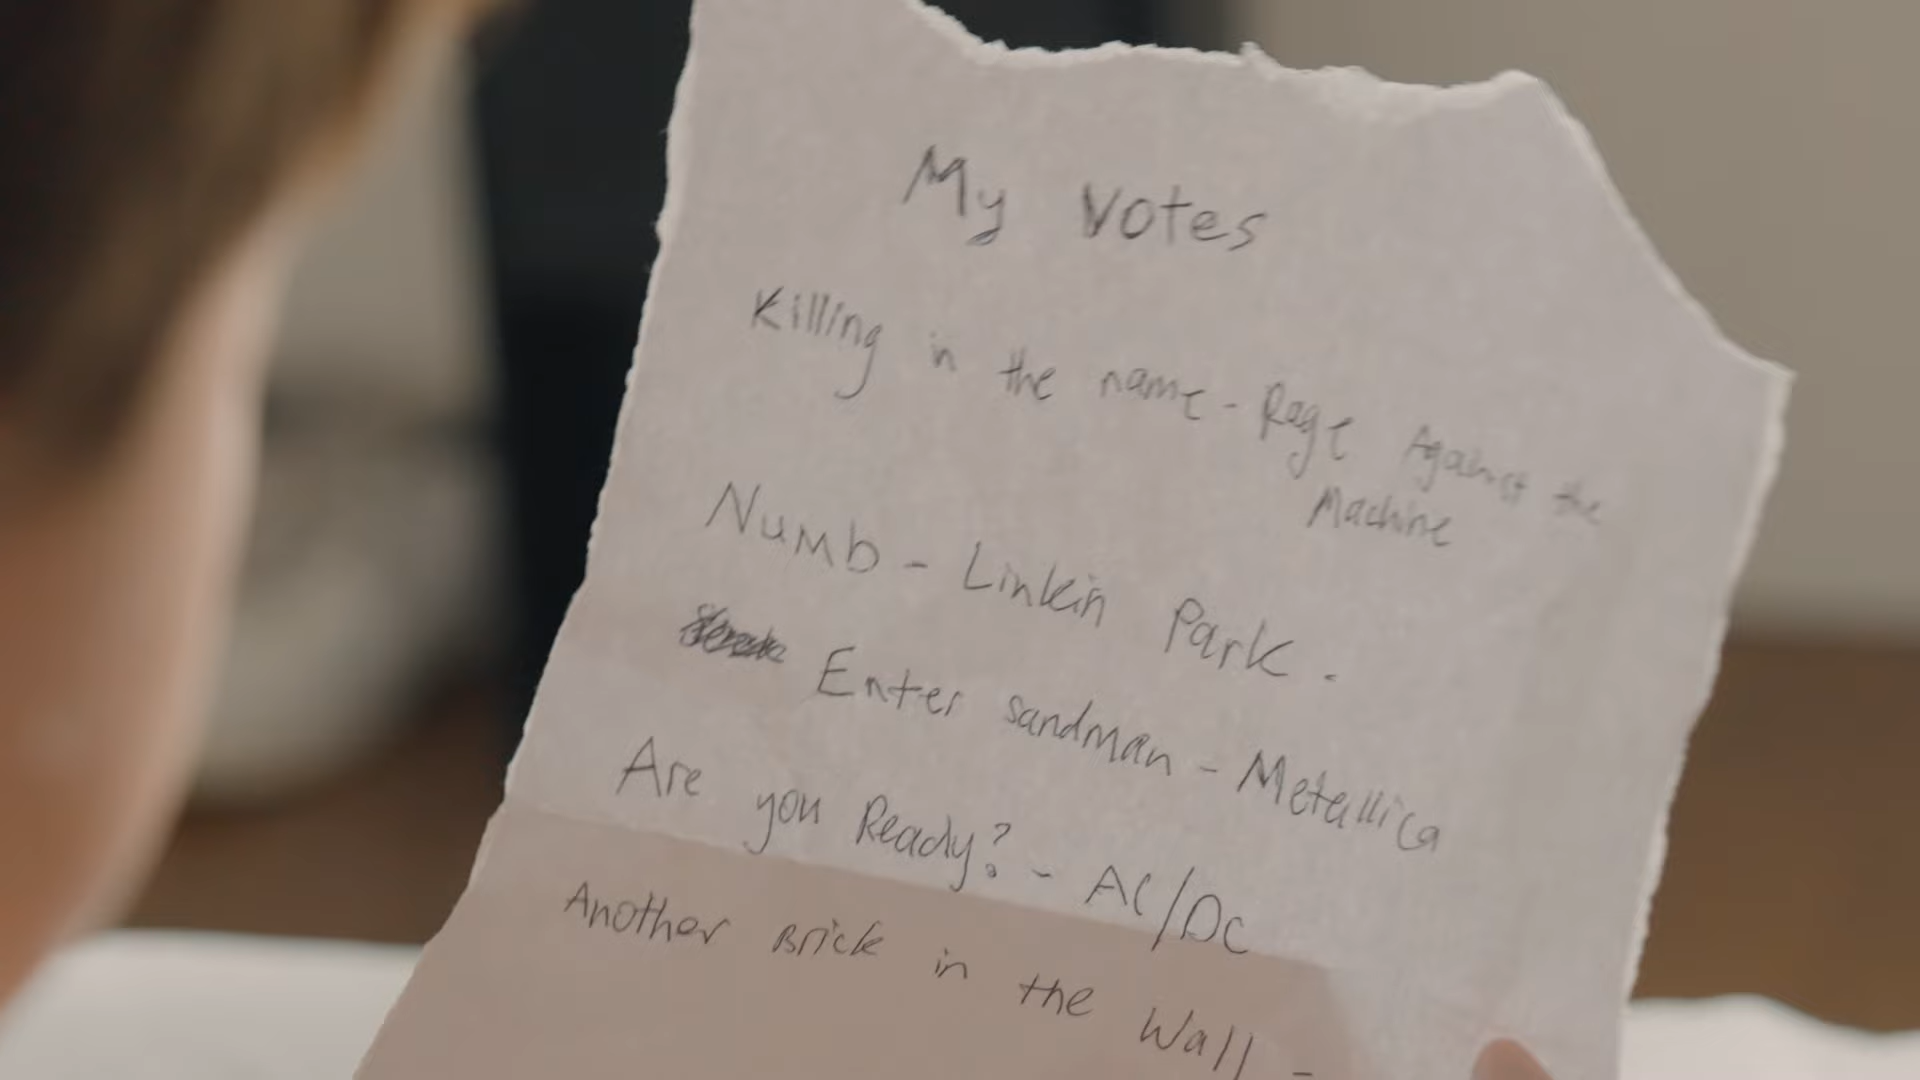 My votes
Killing in the name - Rage Against the
Machine
Numb - Linkin Park.
Enter sandman - Metallica
Are you Ready? - AC/DC
Another Brick in the Wall -